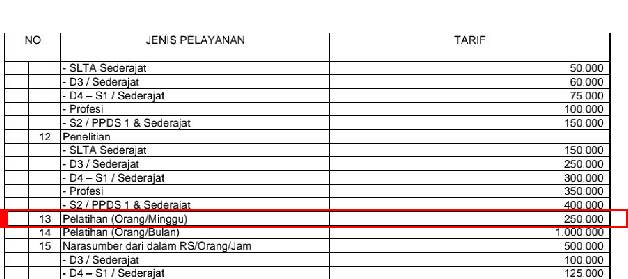 NO JENIS PELAYANAN TARIF
- SLTA Sederajat 50.000
- D3 / Sederajat 60.000
- D4 – S1 / Sederajat 75.000
- Profesi 100.000
- S2 / PPDS 1 & Sederajat 150.000
12 Penelitian
- SLTA Sederajat 150.000
- D3 / Sederajat 250.000
- D4 – S1 / Sederajat 300.000
- Profesi 350.000
- S2 / PPDS 1 & Sederajat 400.000
13 Pelatihan (Orang/Minggu) 250.000
14 Pelatihan (Orang/Bulan) 1.000.000
15 Narasumber dari dalam RS/Orang/Jam 500.000
- D3 / Sederajat 100.000
- D4 – S1 / Sederajat 125.000